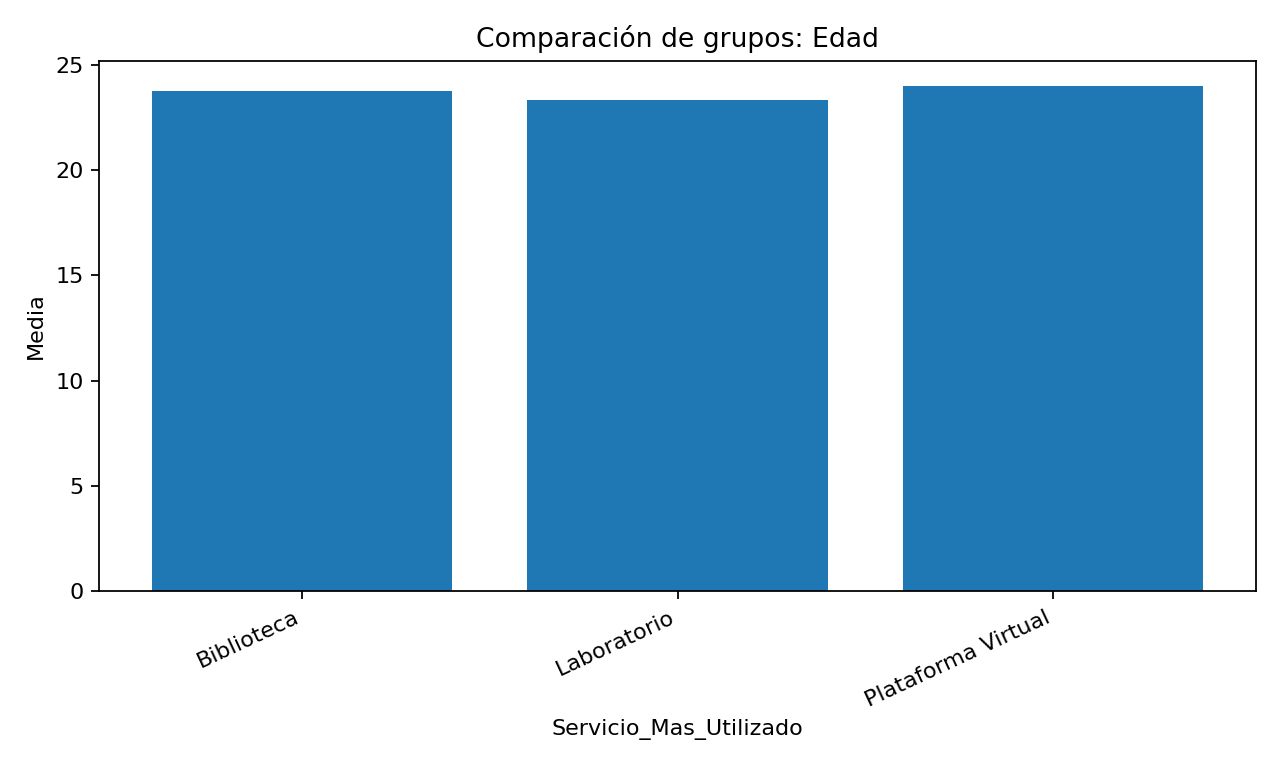 Comparación de grupos: Edad
25
20
15
10
5
0
Media
Biblioteca
Laboratorio
Plataforma Virtual
Servicio_Mas_Utilizado